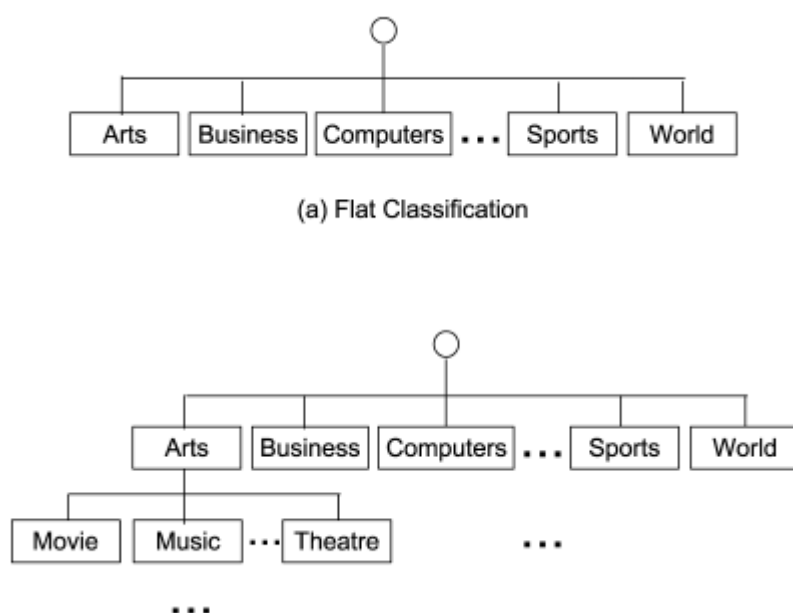 Arts Business Computers ... Sports World
(a) Flat Classification
Arts Business Computers ... Sports World
Movie Music ... Theatre ...
...